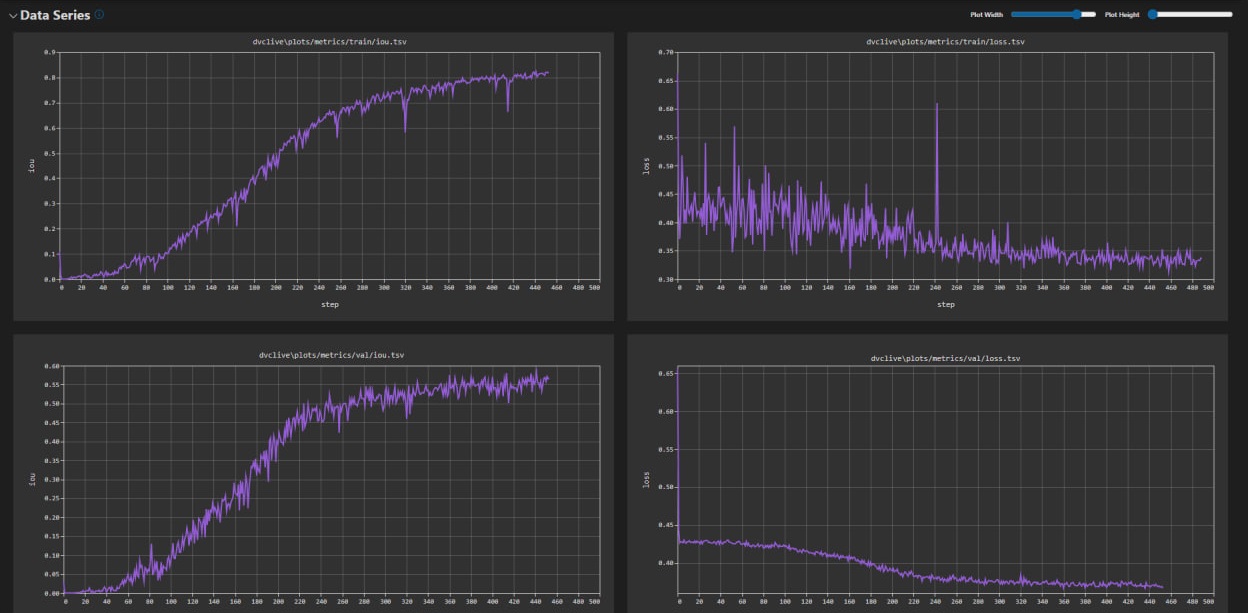 Data Series
Plot Width
Plot Height
dvclive\plots/metrics/train/iou.tsv
0.9
0.8
0.7
0.6
0.5
0.4
0.3
0.2
0.1
0.0
iou
0 20 40 60 80 100 120 140 160 180 200 220 240 260 280 300 320 340 360 380 400 420 440 460 480 500
step
dvclive\plots/metrics/train/loss.tsv
0.70
0.65
0.60
0.55
0.50
0.45
0.40
0.35
0.30
loss
0 20 40 60 80 100 120 140 160 180 200 220 240 260 280 300 320 340 360 380 400 420 440 460 480 500
step
dvclive\plots/metrics/val/iou.tsv
0.60
0.55
0.50
0.45
0.40
0.35
0.30
0.25
0.20
0.15
0.10
0.05
0.00
iou
0 20 40 60 80 100 120 140 160 180 200 220 240 260 280 300 320 340 360 380 400 420 440 460 480 500
dvclive\plots/metrics/val/loss.tsv
0.65
0.60
0.55
0.50
0.45
0.40
loss
0 20 40 60 80 100 120 140 160 180 200 220 240 260 280 300 320 340 360 380 400 420 440 460 480 500